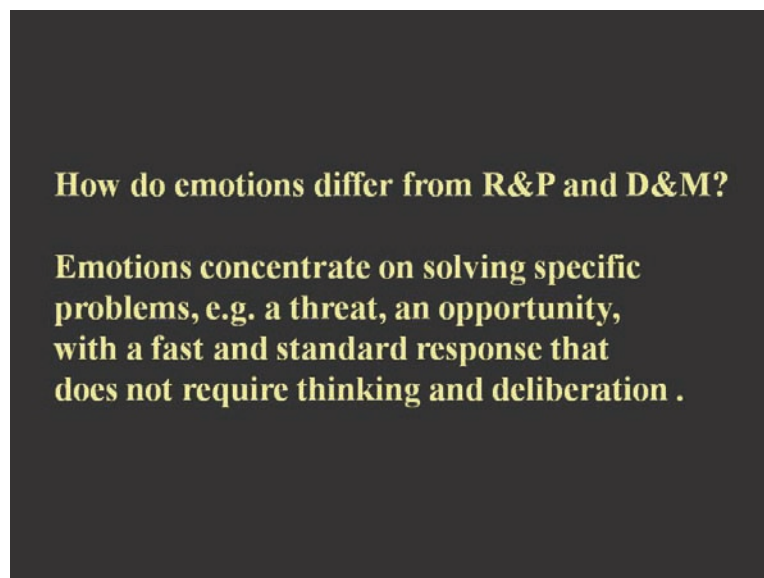 How do emotions differ from R&P and D&M?
Emotions concentrate on solving specific
problems, e.g. a threat, an opportunity,
with a fast and standard response that
does not require thinking and deliberation .